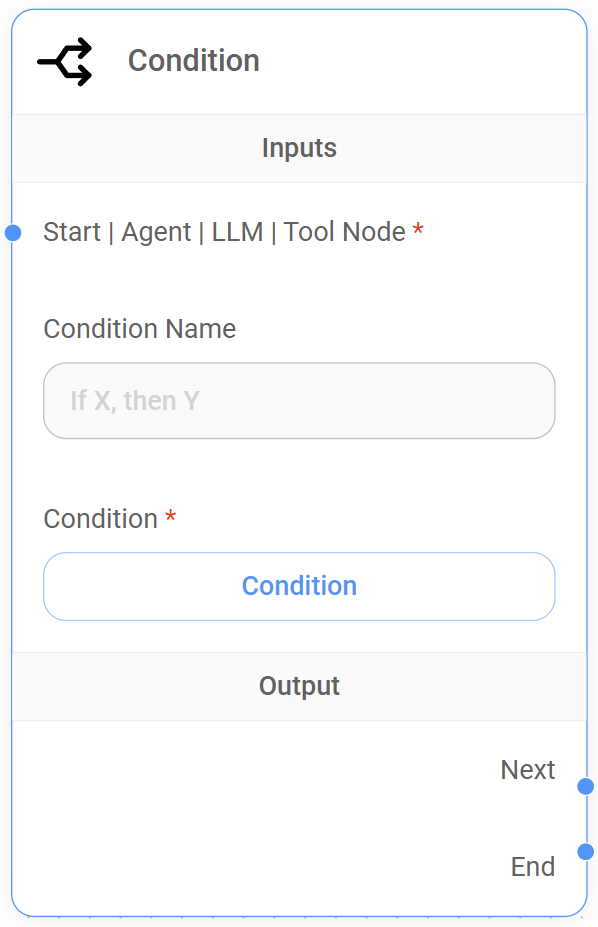 Condition
Inputs
Start | Agent | LLM | Tool Node *
Condition Name
If X, then Y
Condition *
Condition
Output
Next
End